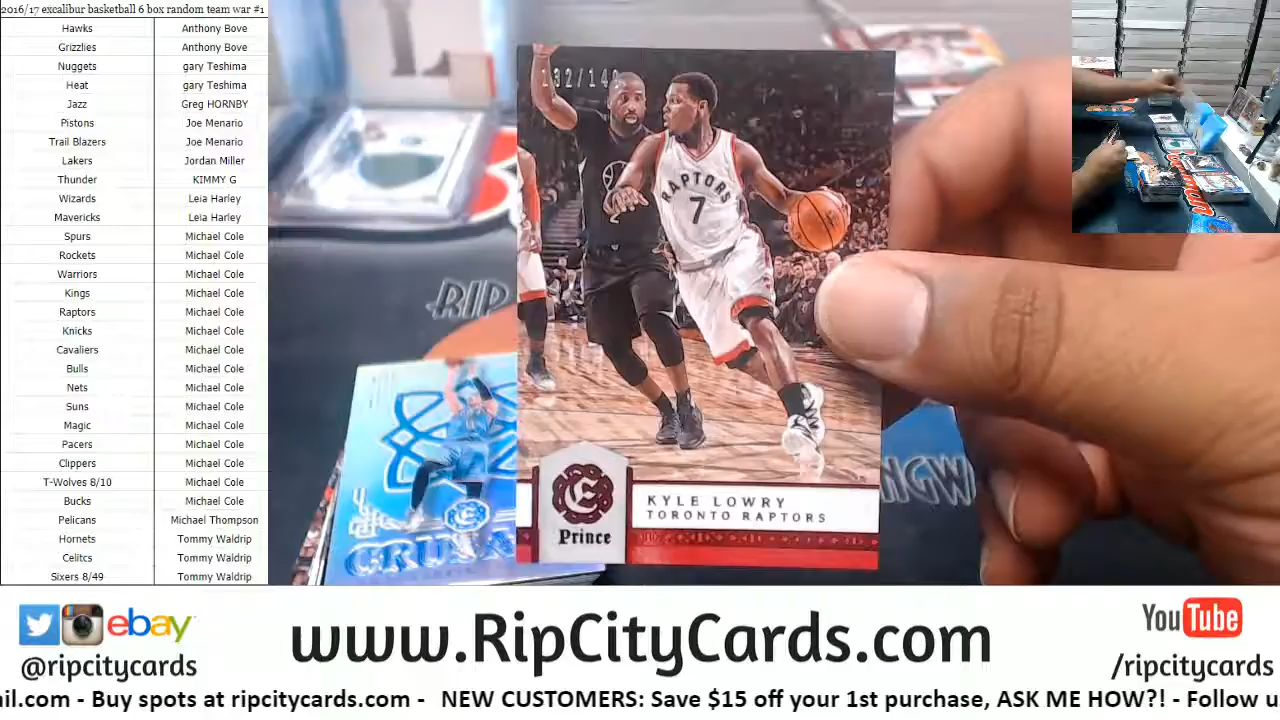 2016/17 excalibur basketball 6 box random team war #1
Hawks Anthony Bove
Grizzlies Anthony Bove
Nuggets gary Teshima
Heat gary Teshima
Jazz Greg HORNBY
Pistons Joe Menario
Trail Blazers Joe Menario
Lakers Jordan Miller
Thunder KIMMY G
Wizards Leia Harley
Mavericks Leia Harley
Spurs Michael Cole
Rockets Michael Cole
Warriors Michael Cole
Kings Michael Cole
Raptors Michael Cole
Knicks Michael Cole
Cavaliers Michael Cole
Bulls Michael Cole
Nets Michael Cole
Suns Michael Cole
Magic Michael Cole
Pacers Michael Cole
Clippers Michael Cole
T-Wolves 8/10 Michael Cole
Bucks Michael Cole
Pelicans Michael Thompson
Hornets Tommy Waldrip
Celitcs Tommy Waldrip
Sixers 8/49 Tommy Waldrip
RAPTORS
7
RIP
E
Prince
KYLE LOWRY
TORONTO RAPTORS
ebay
@ripcitycards
www.RipCityCards.com
YouTube
/ripcitycards
ail.com - Buy spots at ripcitycards.com - NEW CUSTOMERS: Save $15 off your 1st purchase, ASK ME HOW?! - Follow u